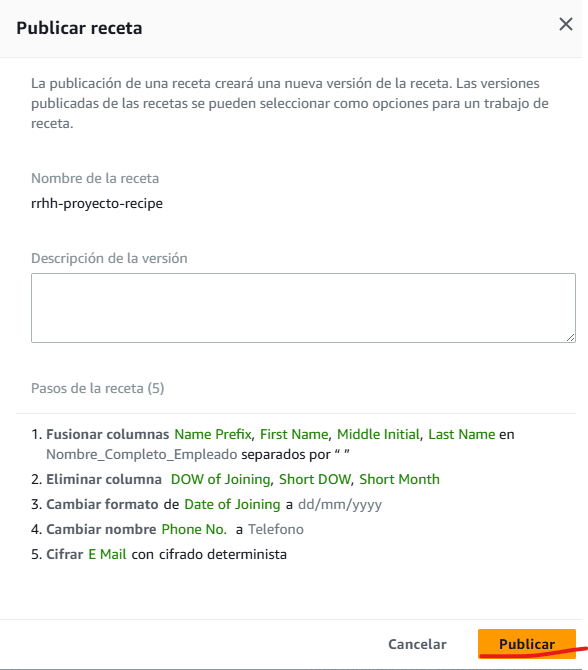 Publicar receta
La publicación de una receta creará una nueva versión de la receta. Las versiones
publicadas de las recetas se pueden seleccionar como opciones para un trabajo de
receta.
Nombre de la receta
rrhh-proyecto-recipe
Descripción de la versión
Pasos de la receta (5)
1. Fusionar columnas Name Prefix, First Name, Middle Initial, Last Name en
Nombre_Completo_Empleado separados por “ ”
2. Eliminar columna DOW of Joining, Short DOW, Short Month
3. Cambiar formato de Date of Joining a dd/mm/yyyy
4. Cambiar nombre Phone No. a Telefono
5. Cifrar E Mail con cifrado determinista
Cancelar Publicar